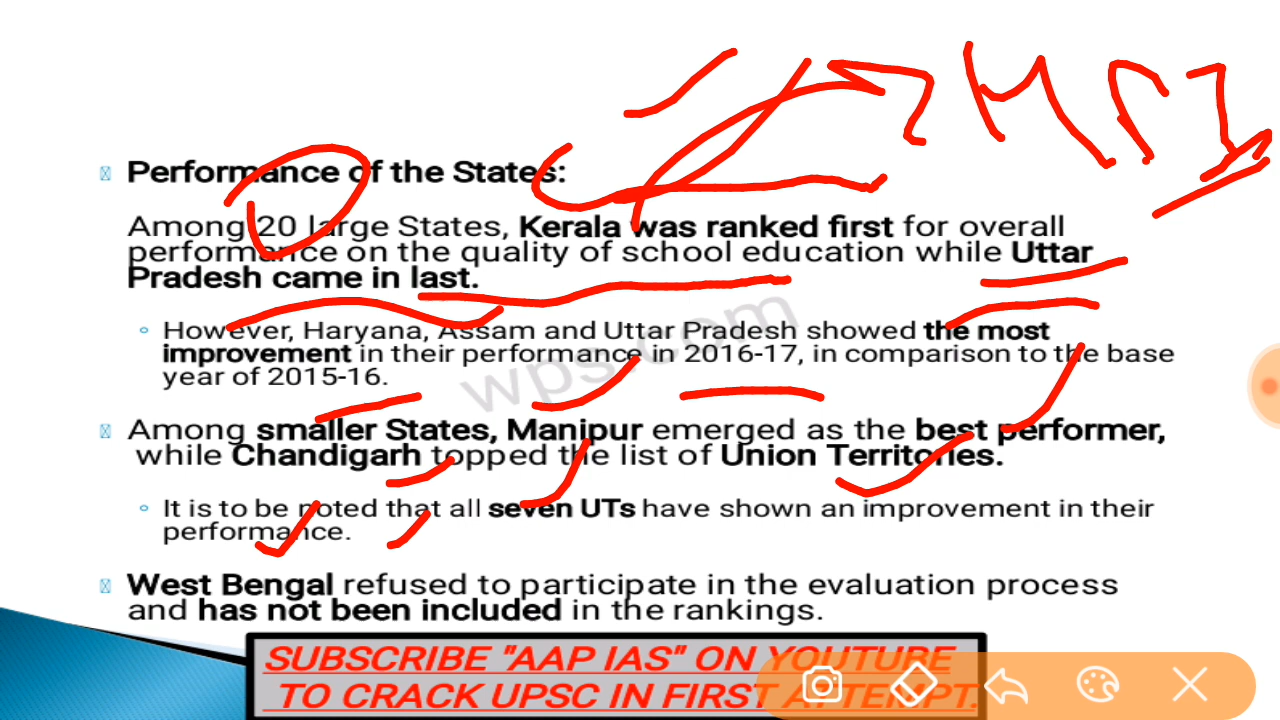 Performance of the States:
Among 20 large States, Kerala was ranked first for overall
performance on the quality of school education while Uttar
Pradesh came in last.
However, Haryana, Assam and Uttar Pradesh showed the most
improvement in their performance in 2016-17, in comparison to the base
year of 2015-16.
Among smaller States, Manipur emerged as the best performer,
while Chandigarh topped the list of Union Territories.
It is to be noted that all seven UTs have shown an improvement in their
performance.
West Bengal refused to participate in the evaluation process
and has not been included in the rankings.
wps.com
SUBSCRIBE "AAP IAS" ON YOUTUBE
TO CRACK UPSC IN FIRST ATTEMPT.